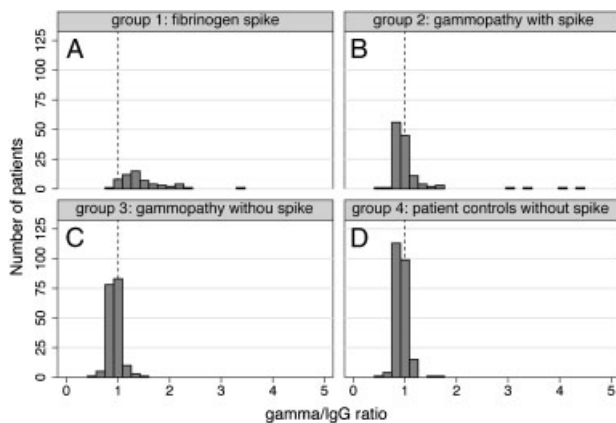 group 1: fibrinogen spike
group 2: gammopathy with spike
A
B
125
100
75
50
25
0
group 3: gammopathy withou spike
group 4: patient controls without spike
C
D
125
100
75
50
25
0
Number of patients
0 1 2 3 4 5
0 1 2 3 4 5
gamma/IgG ratio